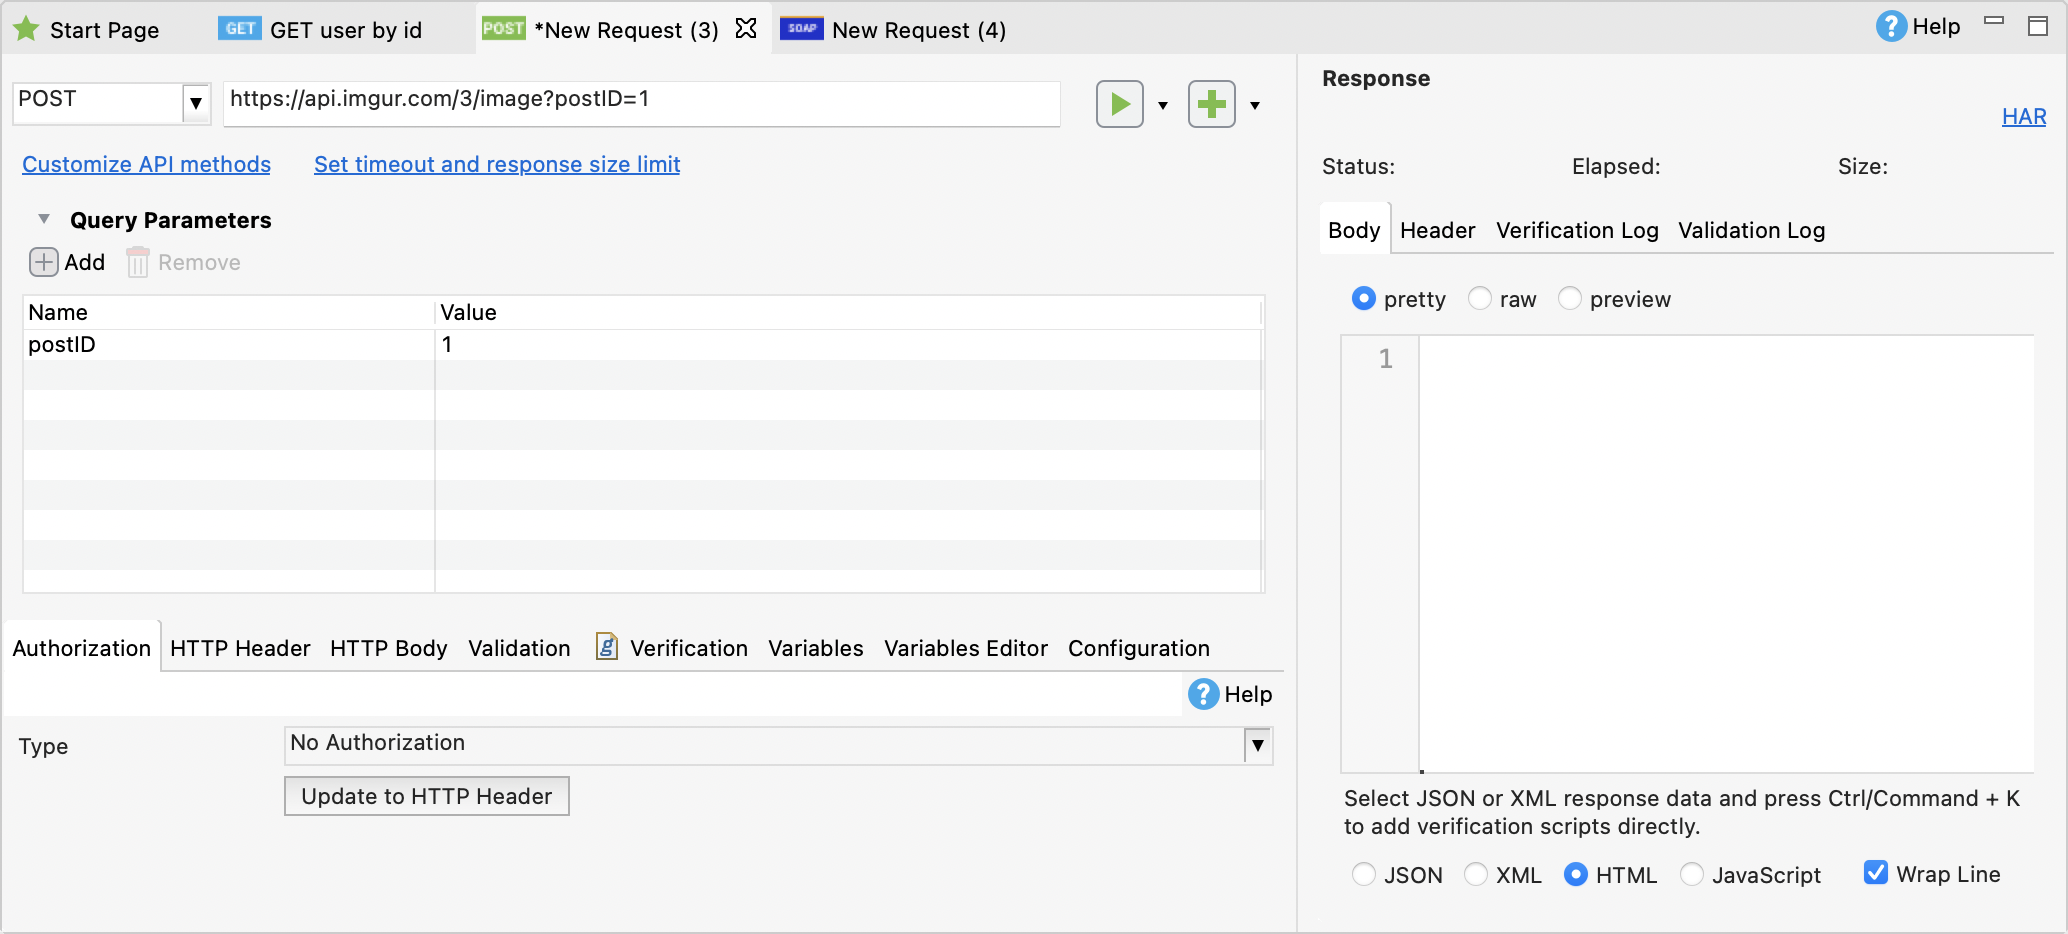 Start Page GET GET user by id POST *New Request (3) SOAP New Request (4) ? Help
POST https://api.imgur.com/3/image?postID=1
Customize API methods Set timeout and response size limit
Query Parameters
Add Remove
Name Value
postID 1
Authorization HTTP Header HTTP Body Validation g Verification Variables Variables Editor Configuration
? Help
Type No Authorization
Update to HTTP Header
Response
HAR
Status: Elapsed: Size:
Body Header Verification Log Validation Log
pretty raw preview
1
Select JSON or XML response data and press Ctrl/Command + K
to add verification scripts directly.
JSON XML HTML JavaScript Wrap Line